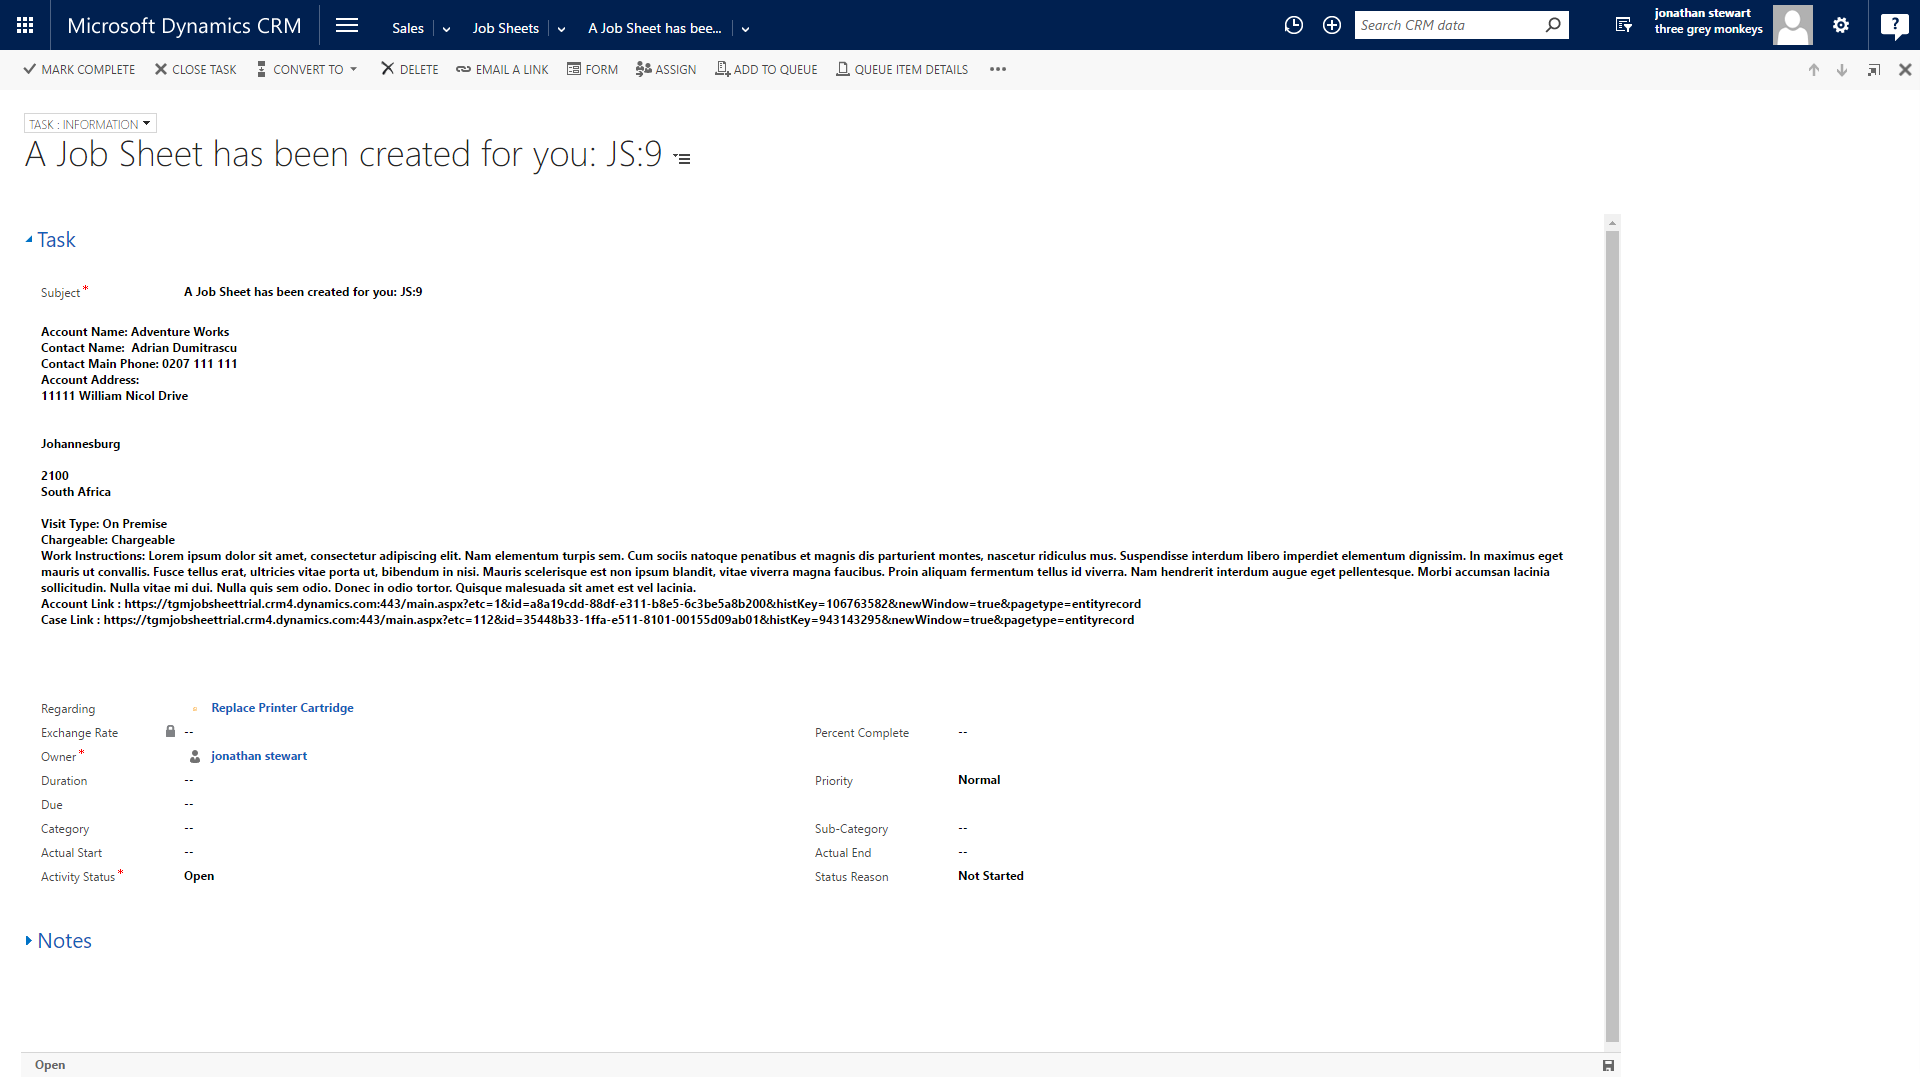 Microsoft Dynamics CRM
Sales
Job Sheets
A Job Sheet has bee...
Search CRM data
jonathan stewart
three grey monkeys
?
MARK COMPLETE
CLOSE TASK
CONVERT TO
DELETE
EMAIL A LINK
FORM
ASSIGN
ADD TO QUEUE
QUEUE ITEM DETAILS
•••
TASK : INFORMATION
A Job Sheet has been created for you: JS:9
Task
Subject* A Job Sheet has been created for you: JS:9
Account Name: Adventure Works
Contact Name:  Adrian Dumitrascu
Contact Main Phone: 0207 111 111
Account Address:
11111 William Nicol Drive
Johannesburg
2100
South Africa
Visit Type: On Premise
Chargeable: Chargeable
Work Instructions: Lorem ipsum dolor sit amet, consectetur adipiscing elit. Nam elementum turpis sem. Cum sociis natoque penatibus et magnis dis parturient montes, nascetur ridiculus mus. Suspendisse interdum libero imperdiet elementum dignissim. In maximus eget
mauris ut convallis. Fusce tellus erat, ultricies vitae porta ut, bibendum in nisi. Mauris scelerisque est non ipsum blandit, vitae viverra magna faucibus. Proin aliquam fermentum tellus id viverra. Nam hendrerit interdum augue eget pellentesque. Morbi accumsan lacinia
sollicitudin. Nulla vitae mi dui. Nulla quis sem odio. Donec in odio tortor. Quisque malesuada sit amet est vel lacinia.
Account Link : https://tgmjobsheettrial.crm4.dynamics.com:443/main.aspx?etc=1&id=a8a19cdd-88df-e311-b8e5-6c3be5a8b200&histKey=106763582&newWindow=true&pagetype=entityrecord
Case Link : https://tgmjobsheettrial.crm4.dynamics.com:443/main.aspx?etc=112&id=35448b33-1ffa-e511-8101-00155d09ab01&histKey=943143295&newWindow=true&pagetype=entityrecord
Regarding Replace Printer Cartridge
Exchange Rate -- Percent Complete --
Owner* jonathan stewart
Duration -- Priority Normal
Due --
Category -- Sub-Category --
Actual Start -- Actual End --
Activity Status* Open Status Reason Not Started
Notes
Open